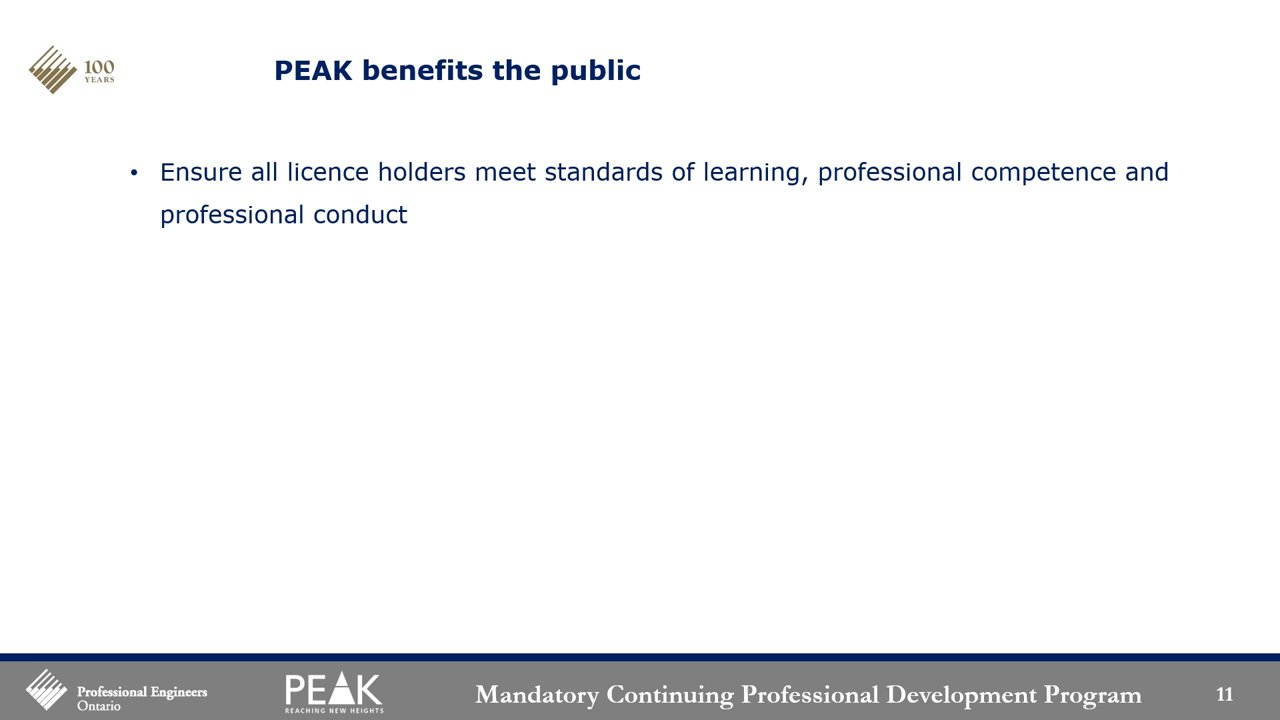 100
YEARS
PEAK benefits the public
• Ensure all licence holders meet standards of learning, professional competence and
professional conduct
Professional Engineers
Ontario
PEAK
REACHING NEW HEIGHTS
Mandatory Continuing Professional Development Program
11